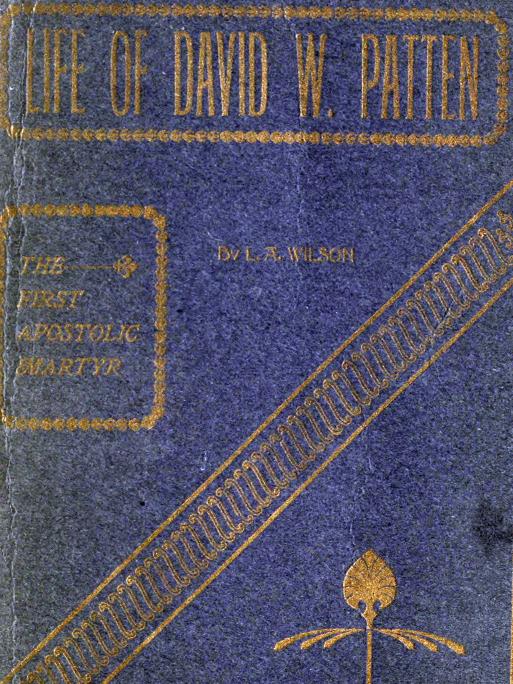 LIFE OF DAVID W. PATTEN
By L. A. WILSON
THE
FIRST
APOSTOLIC
MARTYR